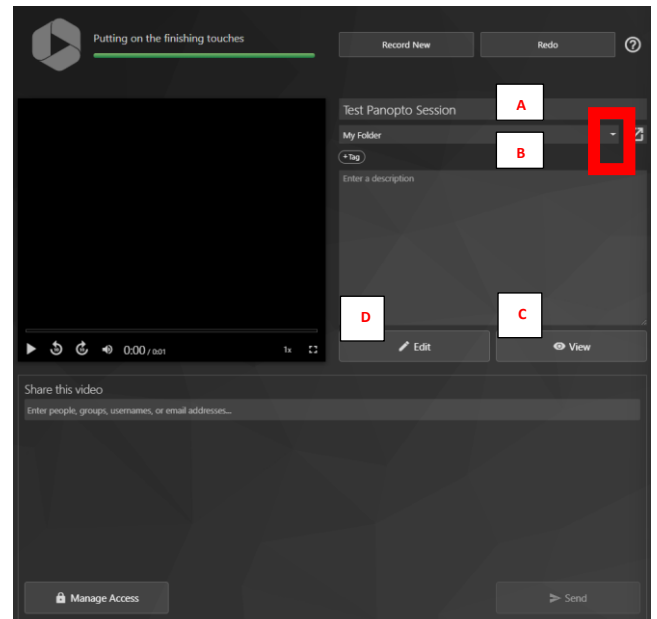 Putting on the finishing touches
Record New
Redo
?
Test Panopto Session
A
My Folder
B
+Tag
Enter a description
D
C
0:00 / 0:01
1x
Edit
View
Share this video
Enter people, groups, usernames, or email addresses...
Manage Access
Send